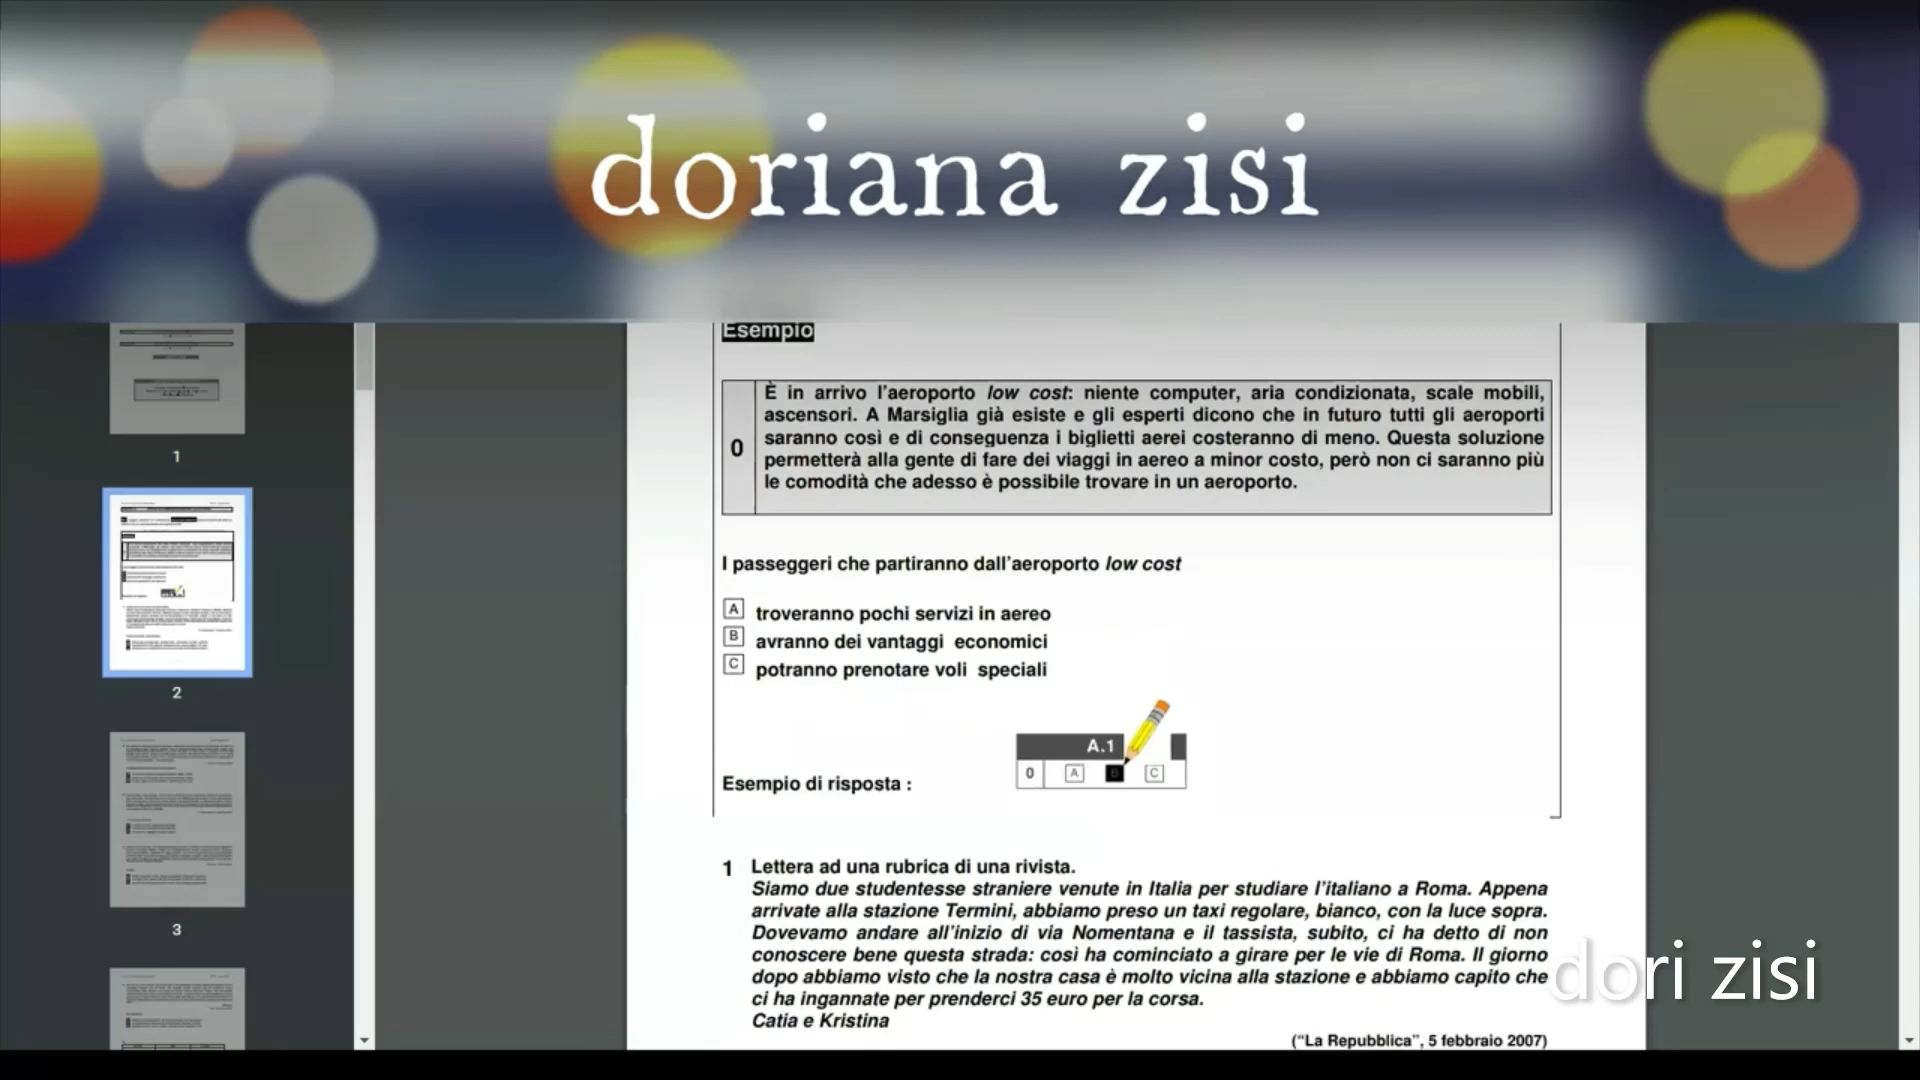 doriana zisi
Esempio
0
È in arrivo l'aeroporto low cost: niente computer, aria condizionata, scale mobili,
ascensori. A Marsiglia già esiste e gli esperti dicono che in futuro tutti gli aeroporti
saranno così e di conseguenza i biglietti aerei costeranno di meno. Questa soluzione
permetterà alla gente di fare dei viaggi in aereo a minor costo, però non ci saranno più
le comodità che adesso è possibile trovare in un aeroporto.
I passeggeri che partiranno dall'aeroporto low cost
A troveranno pochi servizi in aereo
B avranno dei vantaggi economici
C potranno prenotare voli speciali
A.1
0 A B C
Esempio di risposta :
1 Lettera ad una rubrica di una rivista.
Siamo due studentesse straniere venute in Italia per studiare l'italiano a Roma. Appena
arrivate alla stazione Termini, abbiamo preso un taxi regolare, bianco, con la luce sopra.
Dovevamo andare all'inizio di via Nomentana e il tassista, subito, ci ha detto di non
conoscere bene questa strada: così ha cominciato a girare per le vie di Roma. Il giorno
dopo abbiamo visto che la nostra casa è molto vicina alla stazione e abbiamo capito che
ci ha ingannate per prenderci 35 euro per la corsa.
Catia e Kristina
("La Repubblica", 5 febbraio 2007)
1
2
3
dori zisi